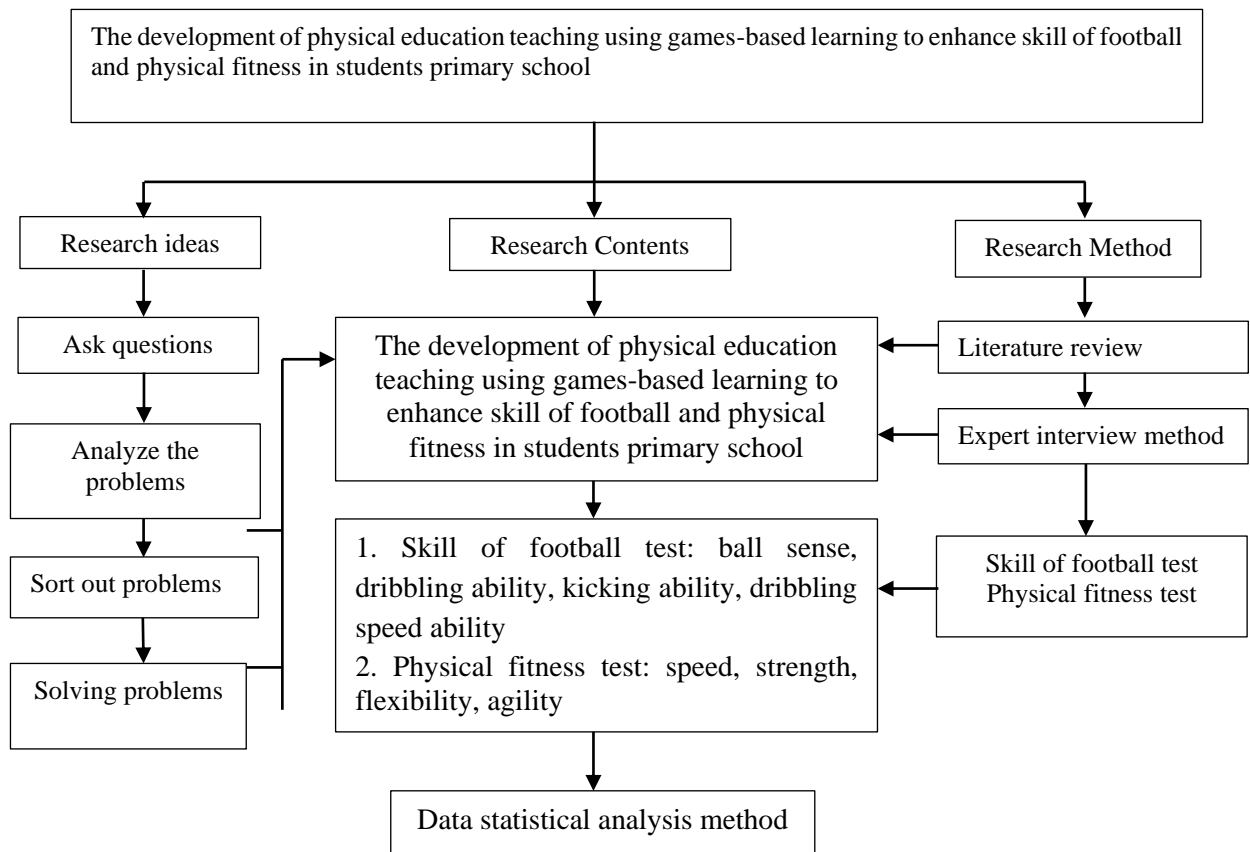 The development of physical education teaching using games-based learning to enhance skill of football
and physical fitness in students primary school
Research ideas
Research Contents
Research Method
Ask questions
Analyze the
problems
Sort out problems
Solving problems
The development of physical education
teaching using games-based learning to
enhance skill of football and physical
fitness in students primary school
1. Skill of football test: ball sense,
dribbling ability, kicking ability, dribbling
speed ability
2. Physical fitness test: speed, strength,
flexibility, agility
Data statistical analysis method
Literature review
Expert interview method
Skill of football test
Physical fitness test